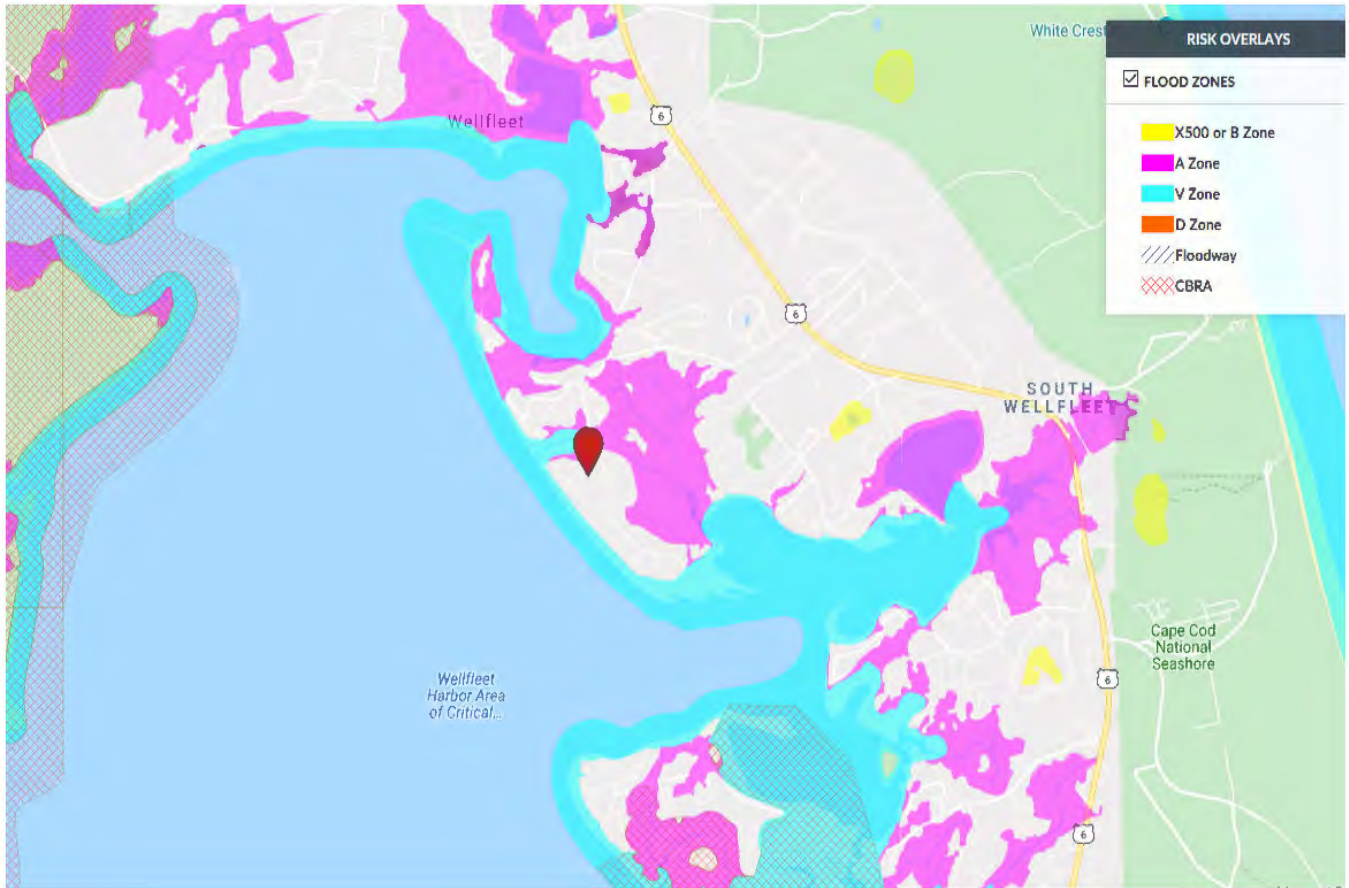 White Crest
RISK OVERLAYS
FLOOD ZONES
X500 or B Zone
A Zone
V Zone
D Zone
Floodway
CBRA
Wellfleet
6
6
SOUTH
WELLFLEET
Cape Cod
National
Seashore
Wellfleet
Harbor Area
of Critical...
6
6